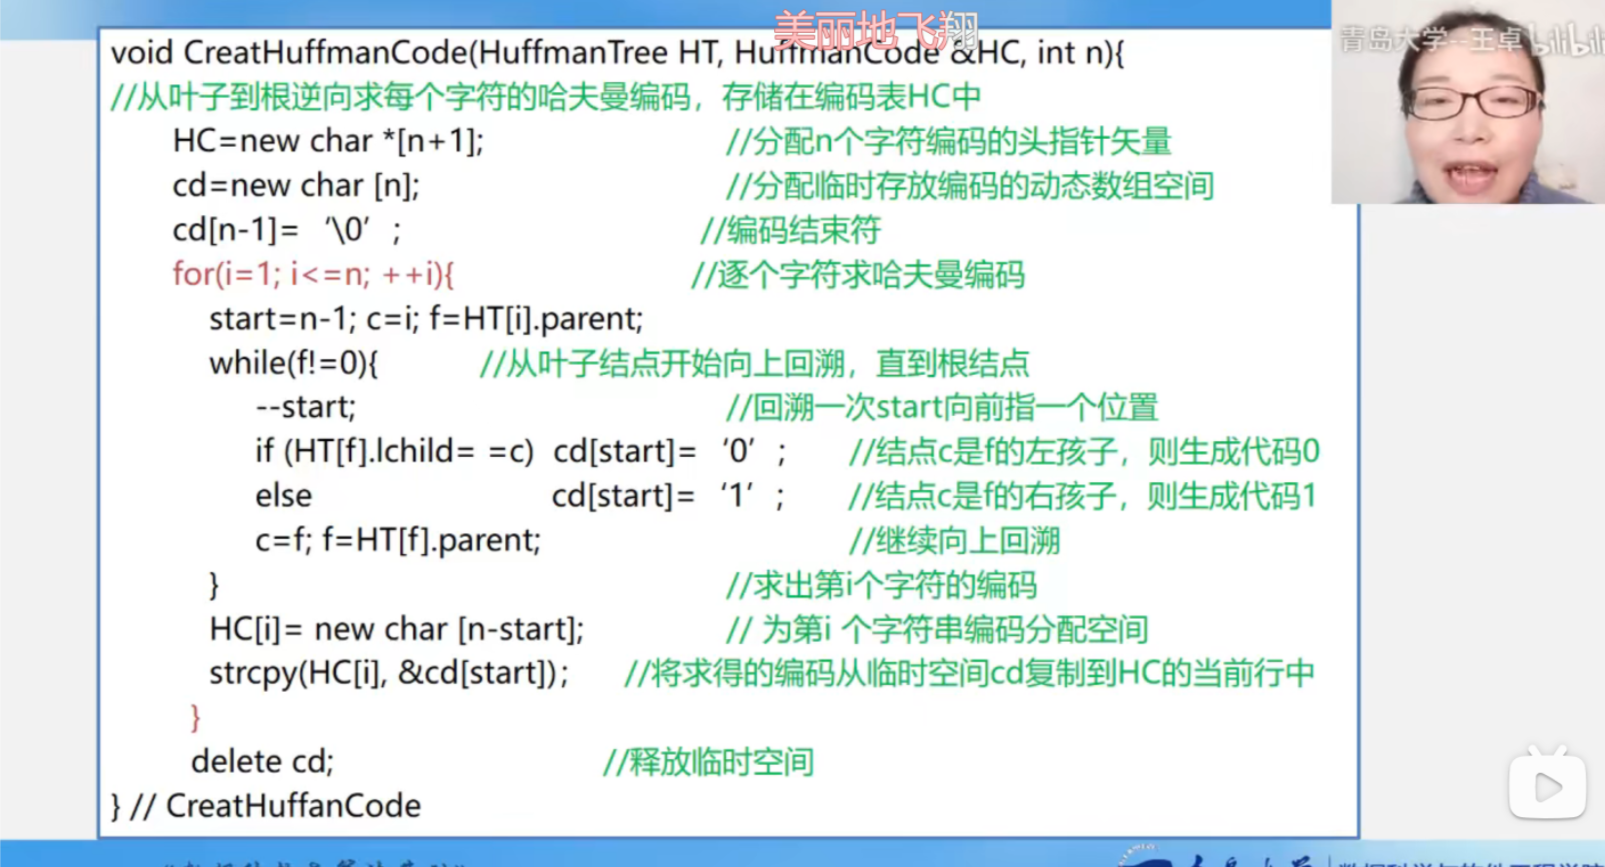 美丽地飞翔
青岛大学--王卓 bilibili
void CreatHuffmanCode(HuffmanTree HT, HuffmanCode &HC, int n){
//从叶子到根逆向求每个字符的哈夫曼编码，存储在编码表HC中
HC=new char *[n+1]; //分配n个字符编码的头指针矢量
cd=new char [n]; //分配临时存放编码的动态数组空间
cd[n-1]= ‘\0’ ; //编码结束符
for(i=1; i<=n; ++i){ //逐个字符求哈夫曼编码
start=n-1; c=i; f=HT[i].parent;
while(f!=0){ //从叶子结点开始向上回溯，直到根结点
--start; //回溯一次start向前指一个位置
if (HT[f].lchild= =c) cd[start]= ‘0’ ; //结点c是f的左孩子，则生成代码0
else cd[start]= ‘1’ ; //结点c是f的右孩子，则生成代码1
c=f; f=HT[f].parent; //继续向上回溯
} //求出第i个字符的编码
HC[i]= new char [n-start]; // 为第i 个字符串编码分配空间
strcpy(HC[i], &cd[start]); //将求得的编码从临时空间cd复制到HC的当前行中
}
delete cd; //释放临时空间
} // CreatHuffanCode